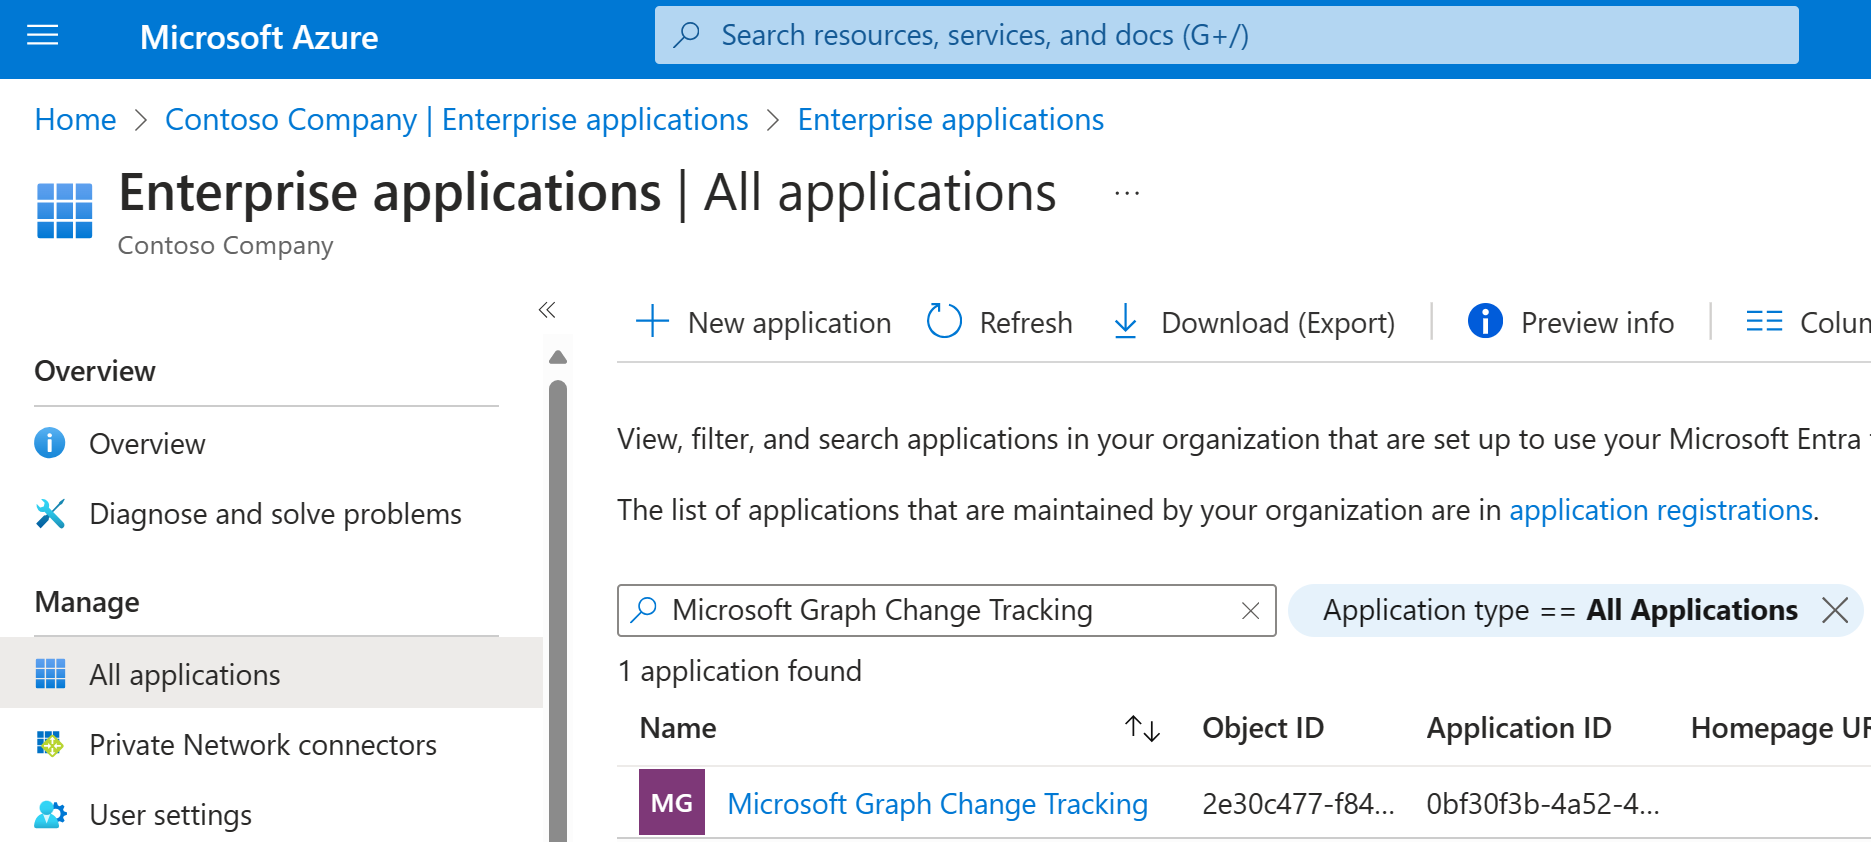 Microsoft Azure
Search resources, services, and docs (G+/)
Home > Contoso Company | Enterprise applications > Enterprise applications
Enterprise applications | All applications ...
Contoso Company
Overview
Overview
Diagnose and solve problems
Manage
All applications
Private Network connectors
User settings
New application Refresh Download (Export) Preview info Colum
View, filter, and search applications in your organization that are set up to use your Microsoft Entra
The list of applications that are maintained by your organization are in application registrations.
Microsoft Graph Change Tracking
Application type == All Applications
1 application found
Name Object ID Application ID Homepage UR
MG Microsoft Graph Change Tracking 2e30c477-f84... 0bf30f3b-4a52-4...